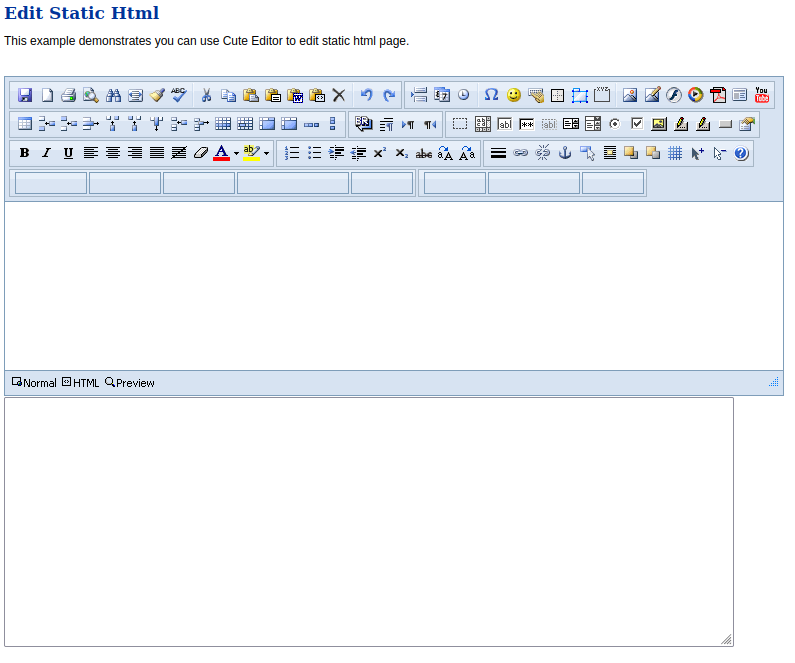 Edit Static Html
This example demonstrates you can use Cute Editor to edit static html page.
Normal HTML Preview